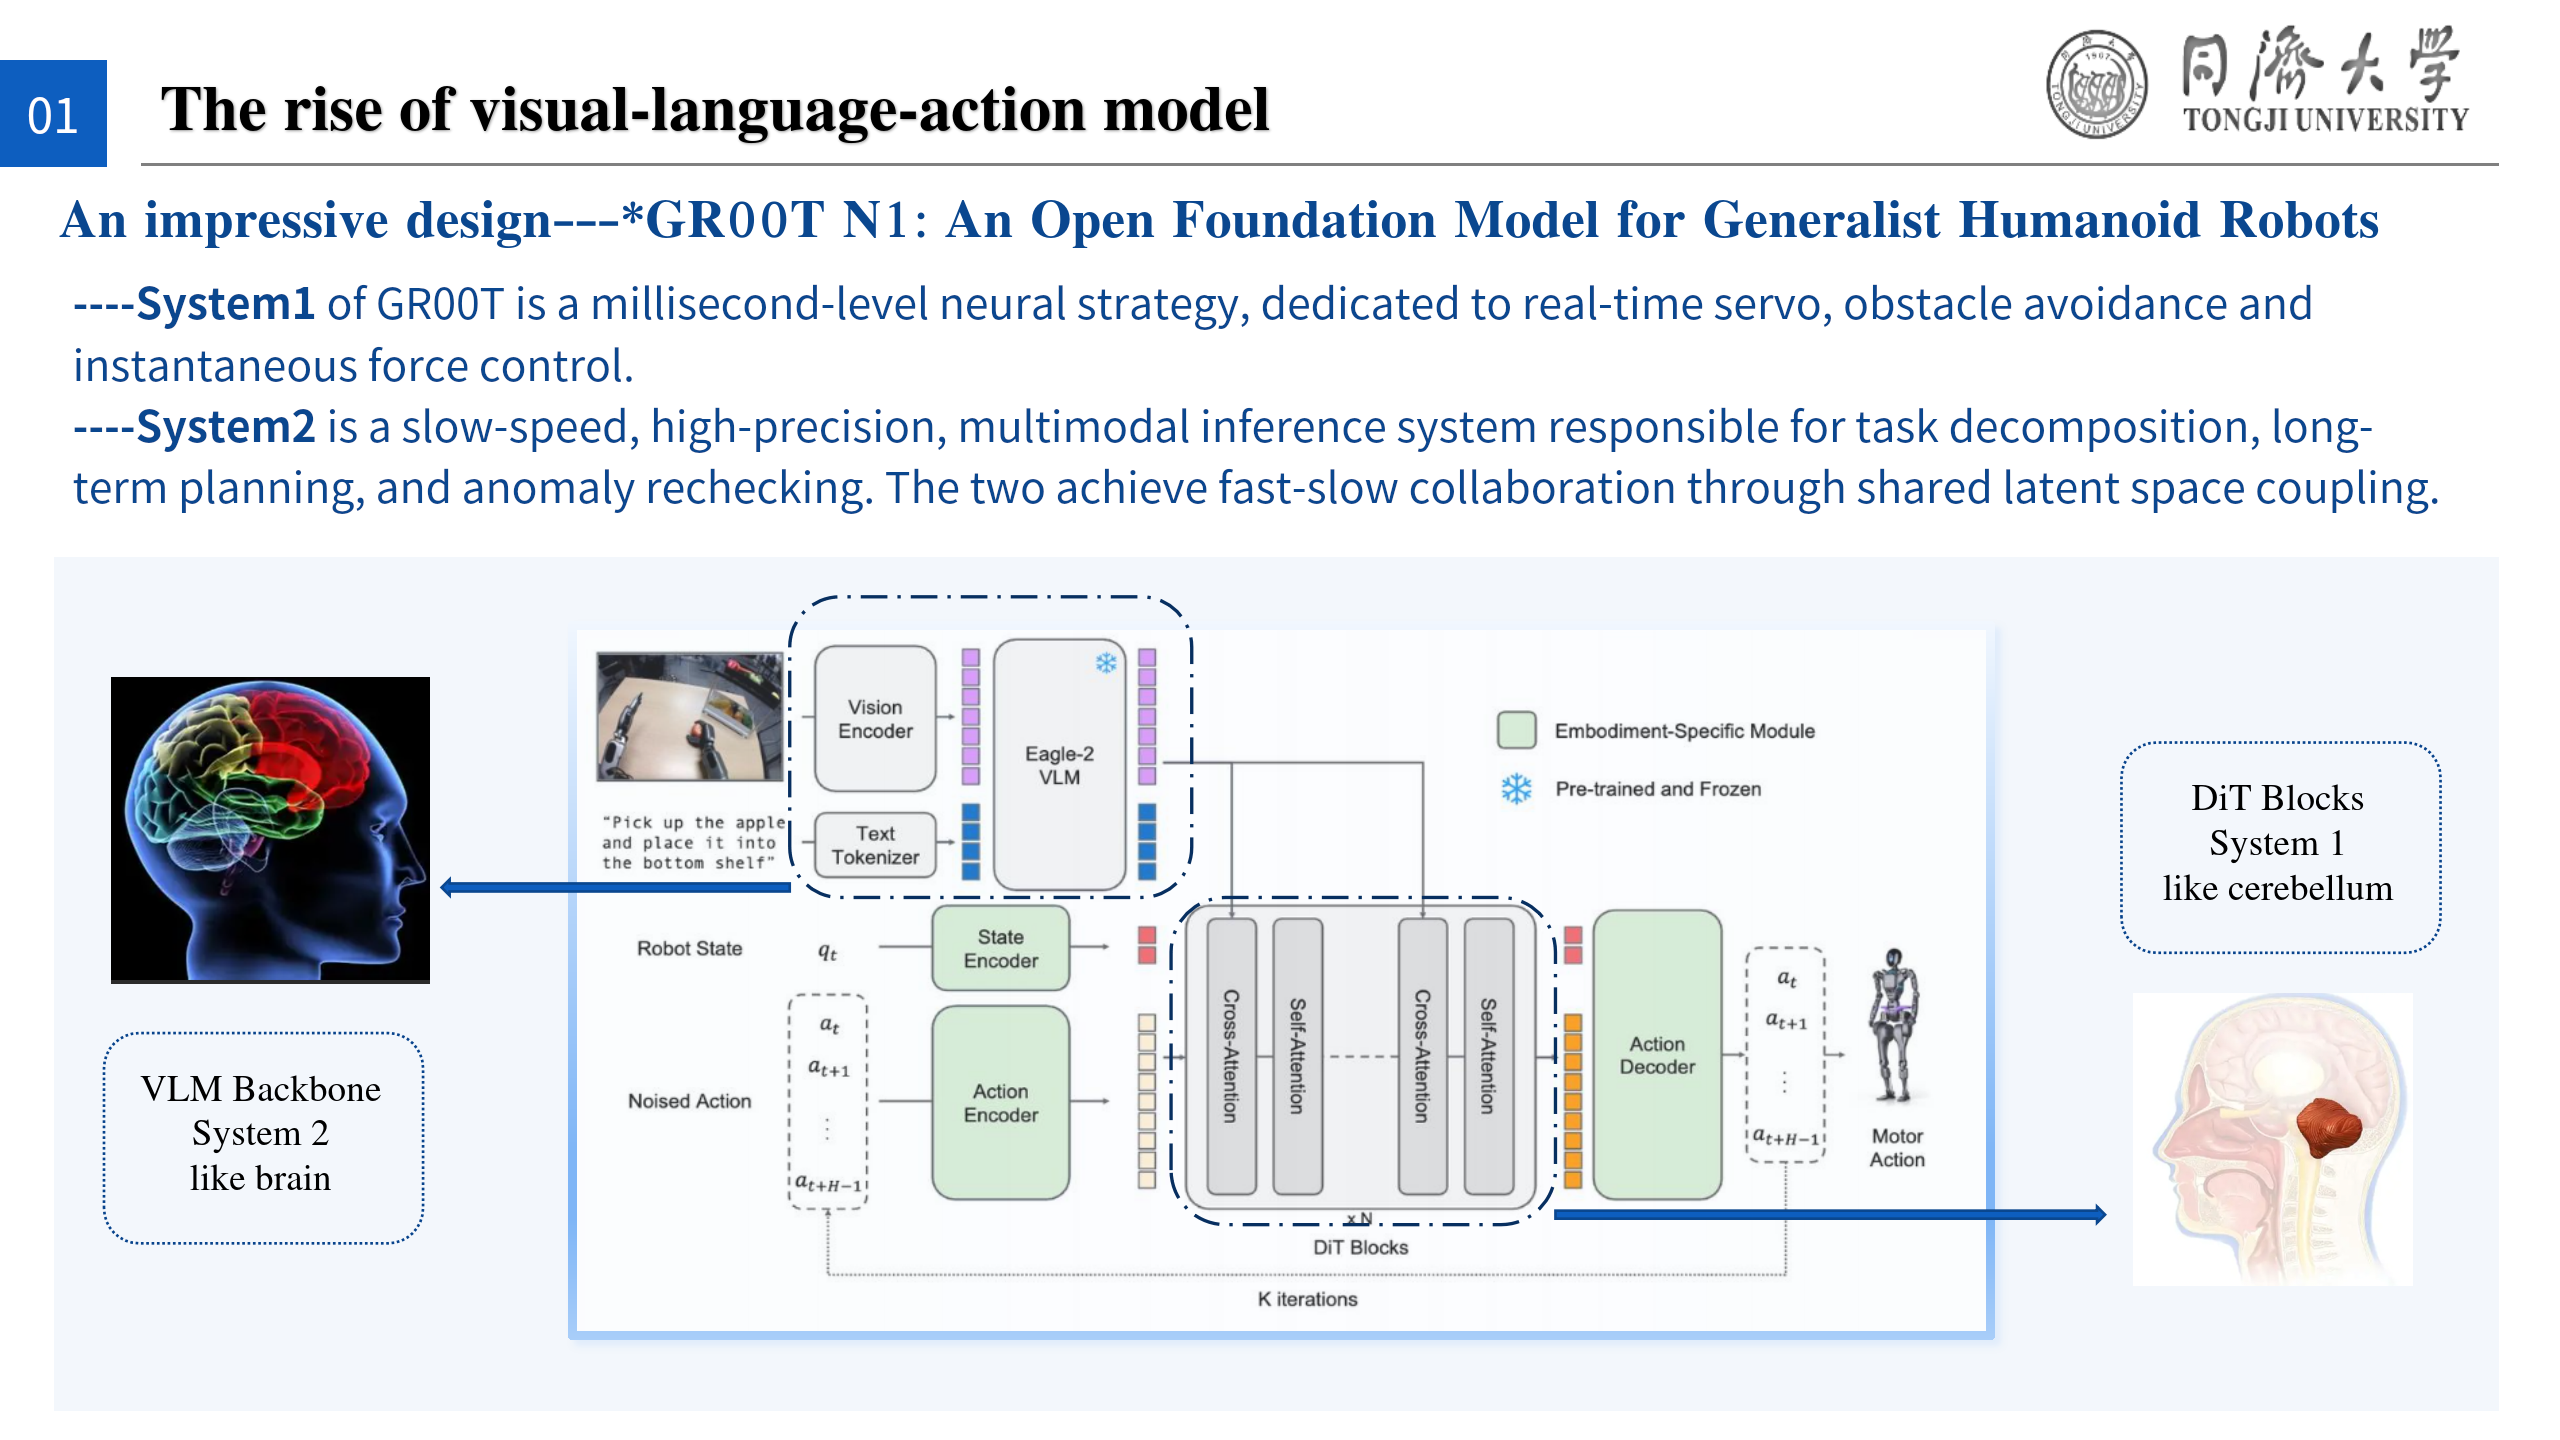 01
The rise of visual-language-action model
同济大学
TONGJI UNIVERSITY
1907
TONGJI UNIVERSITY
An impressive design---*GR00T N1: An Open Foundation Model for Generalist Humanoid Robots
----System1 of GR00T is a millisecond-level neural strategy, dedicated to real-time servo, obstacle avoidance and
instantaneous force control.
----System2 is a slow-speed, high-precision, multimodal inference system responsible for task decomposition, long-
term planning, and anomaly rechecking. The two achieve fast-slow collaboration through shared latent space coupling.
VLM Backbone
System 2
like brain
"Pick up the apple
and place it into
the bottom shelf"
Vision
Encoder
Text
Tokenizer
Eagle-2
VLM
Embodiment-Specific Module
Pre-trained and Frozen
Robot State
q_t
State
Encoder
Noised Action
a_t
a_{t+1}
⋮
a_{t+H−1}
Action
Encoder
Cross-Attention
Self-Attention
Cross-Attention
Self-Attention
x N
DiT Blocks
K iterations
Action
Decoder
a_t
a_{t+1}
⋮
a_{t+H−1}
Motor
Action
DiT Blocks
System 1
like cerebellum